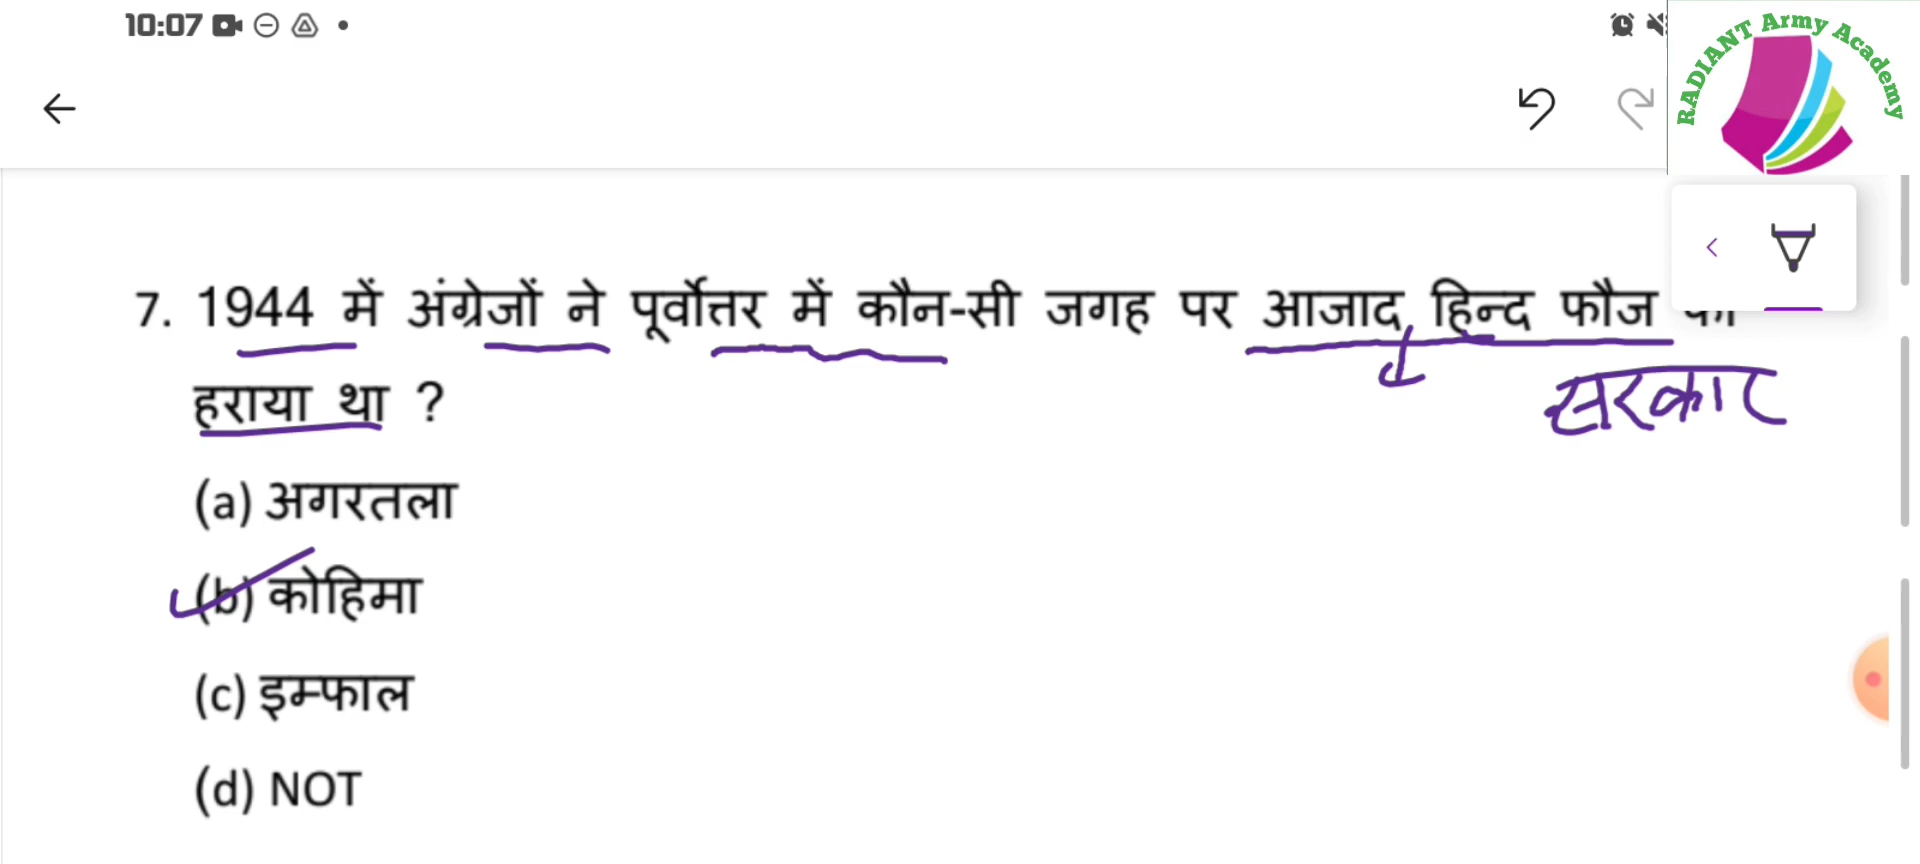 10:07
RADIANT Army Academy
7. 1944 में अंग्रेजों ने पूर्वोत्तर में कौन-सी जगह पर आजाद हिन्द फौज
सरकार
हराया था ?
(a) अगरतला
(b) कोहिमा
(c) इम्फाल
(d) NOT